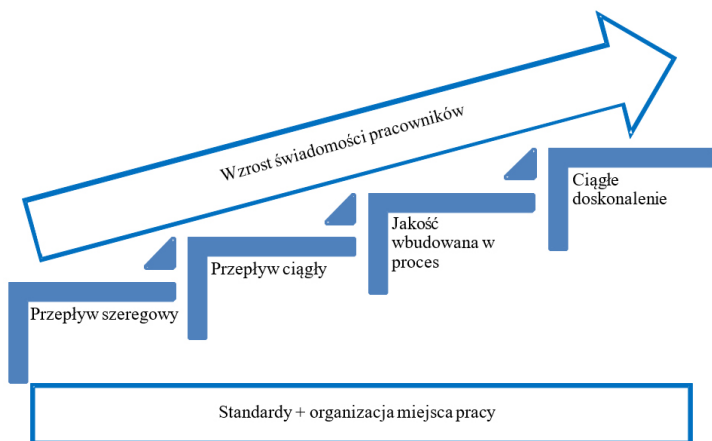 Wzrost świadomości pracowników
Ciągłe
doskonalenie
Jakość
wbudowana w
proces
Przepływ ciągły
Przepływ szeregowy
Standardy + organizacja miejsca pracy